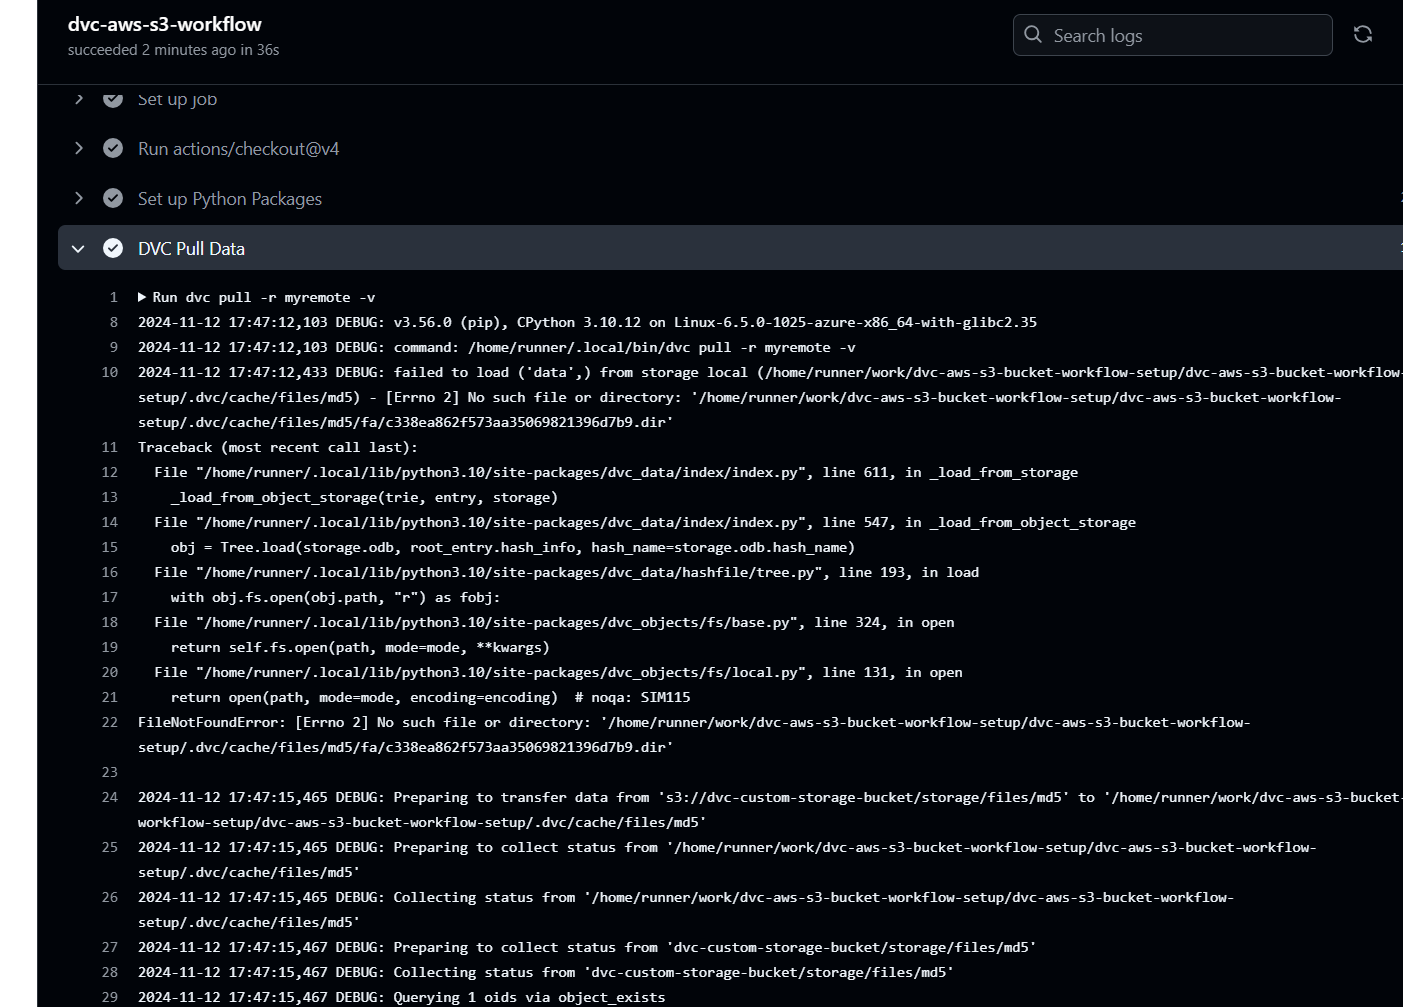 dvc-aws-s3-workflow
succeeded 2 minutes ago in 36s
Search logs
Set up job
Run actions/checkout@v4
Set up Python Packages
DVC Pull Data
1 Run dvc pull -r myremote -v
8 2024-11-12 17:47:12,103 DEBUG: v3.56.0 (pip), CPython 3.10.12 on Linux-6.5.0-1025-azure-x86_64-with-glibc2.35
9 2024-11-12 17:47:12,103 DEBUG: command: /home/runner/.local/bin/dvc pull -r myremote -v
10 2024-11-12 17:47:12,433 DEBUG: failed to load ('data',) from storage local (/home/runner/work/dvc-aws-s3-bucket-workflow-setup/dvc-aws-s3-bucket-workflow-
setup/.dvc/cache/files/md5) - [Errno 2] No such file or directory: '/home/runner/work/dvc-aws-s3-bucket-workflow-setup/dvc-aws-s3-bucket-workflow-
setup/.dvc/cache/files/md5/fa/c338ea862f573aa35069821396d7b9.dir'
11 Traceback (most recent call last):
12 File "/home/runner/.local/lib/python3.10/site-packages/dvc_data/index/index.py", line 611, in _load_from_storage
13 _load_from_object_storage(trie, entry, storage)
14 File "/home/runner/.local/lib/python3.10/site-packages/dvc_data/index/index.py", line 547, in _load_from_object_storage
15 obj = Tree.load(storage.odb, root_entry.hash_info, hash_name=storage.odb.hash_name)
16 File "/home/runner/.local/lib/python3.10/site-packages/dvc_data/hashfile/tree.py", line 193, in load
17 with obj.fs.open(obj.path, "r") as fobj:
18 File "/home/runner/.local/lib/python3.10/site-packages/dvc_objects/fs/base.py", line 324, in open
19 return self.fs.open(path, mode=mode, **kwargs)
20 File "/home/runner/.local/lib/python3.10/site-packages/dvc_objects/fs/local.py", line 131, in open
21 return open(path, mode=mode, encoding=encoding)  # noqa: SIM115
22 FileNotFoundError: [Errno 2] No such file or directory: '/home/runner/work/dvc-aws-s3-bucket-workflow-setup/dvc-aws-s3-bucket-workflow-
setup/.dvc/cache/files/md5/fa/c338ea862f573aa35069821396d7b9.dir'
23
24 2024-11-12 17:47:15,465 DEBUG: Preparing to transfer data from 's3://dvc-custom-storage-bucket/storage/files/md5' to '/home/runner/work/dvc-aws-s3-bucket-
workflow-setup/dvc-aws-s3-bucket-workflow-setup/.dvc/cache/files/md5'
25 2024-11-12 17:47:15,465 DEBUG: Preparing to collect status from '/home/runner/work/dvc-aws-s3-bucket-workflow-setup/dvc-aws-s3-bucket-workflow-
setup/.dvc/cache/files/md5'
26 2024-11-12 17:47:15,465 DEBUG: Collecting status from '/home/runner/work/dvc-aws-s3-bucket-workflow-setup/dvc-aws-s3-bucket-workflow-
setup/.dvc/cache/files/md5'
27 2024-11-12 17:47:15,467 DEBUG: Preparing to collect status from 'dvc-custom-storage-bucket/storage/files/md5'
28 2024-11-12 17:47:15,467 DEBUG: Collecting status from 'dvc-custom-storage-bucket/storage/files/md5'
29 2024-11-12 17:47:15,467 DEBUG: Querying 1 oids via object_exists